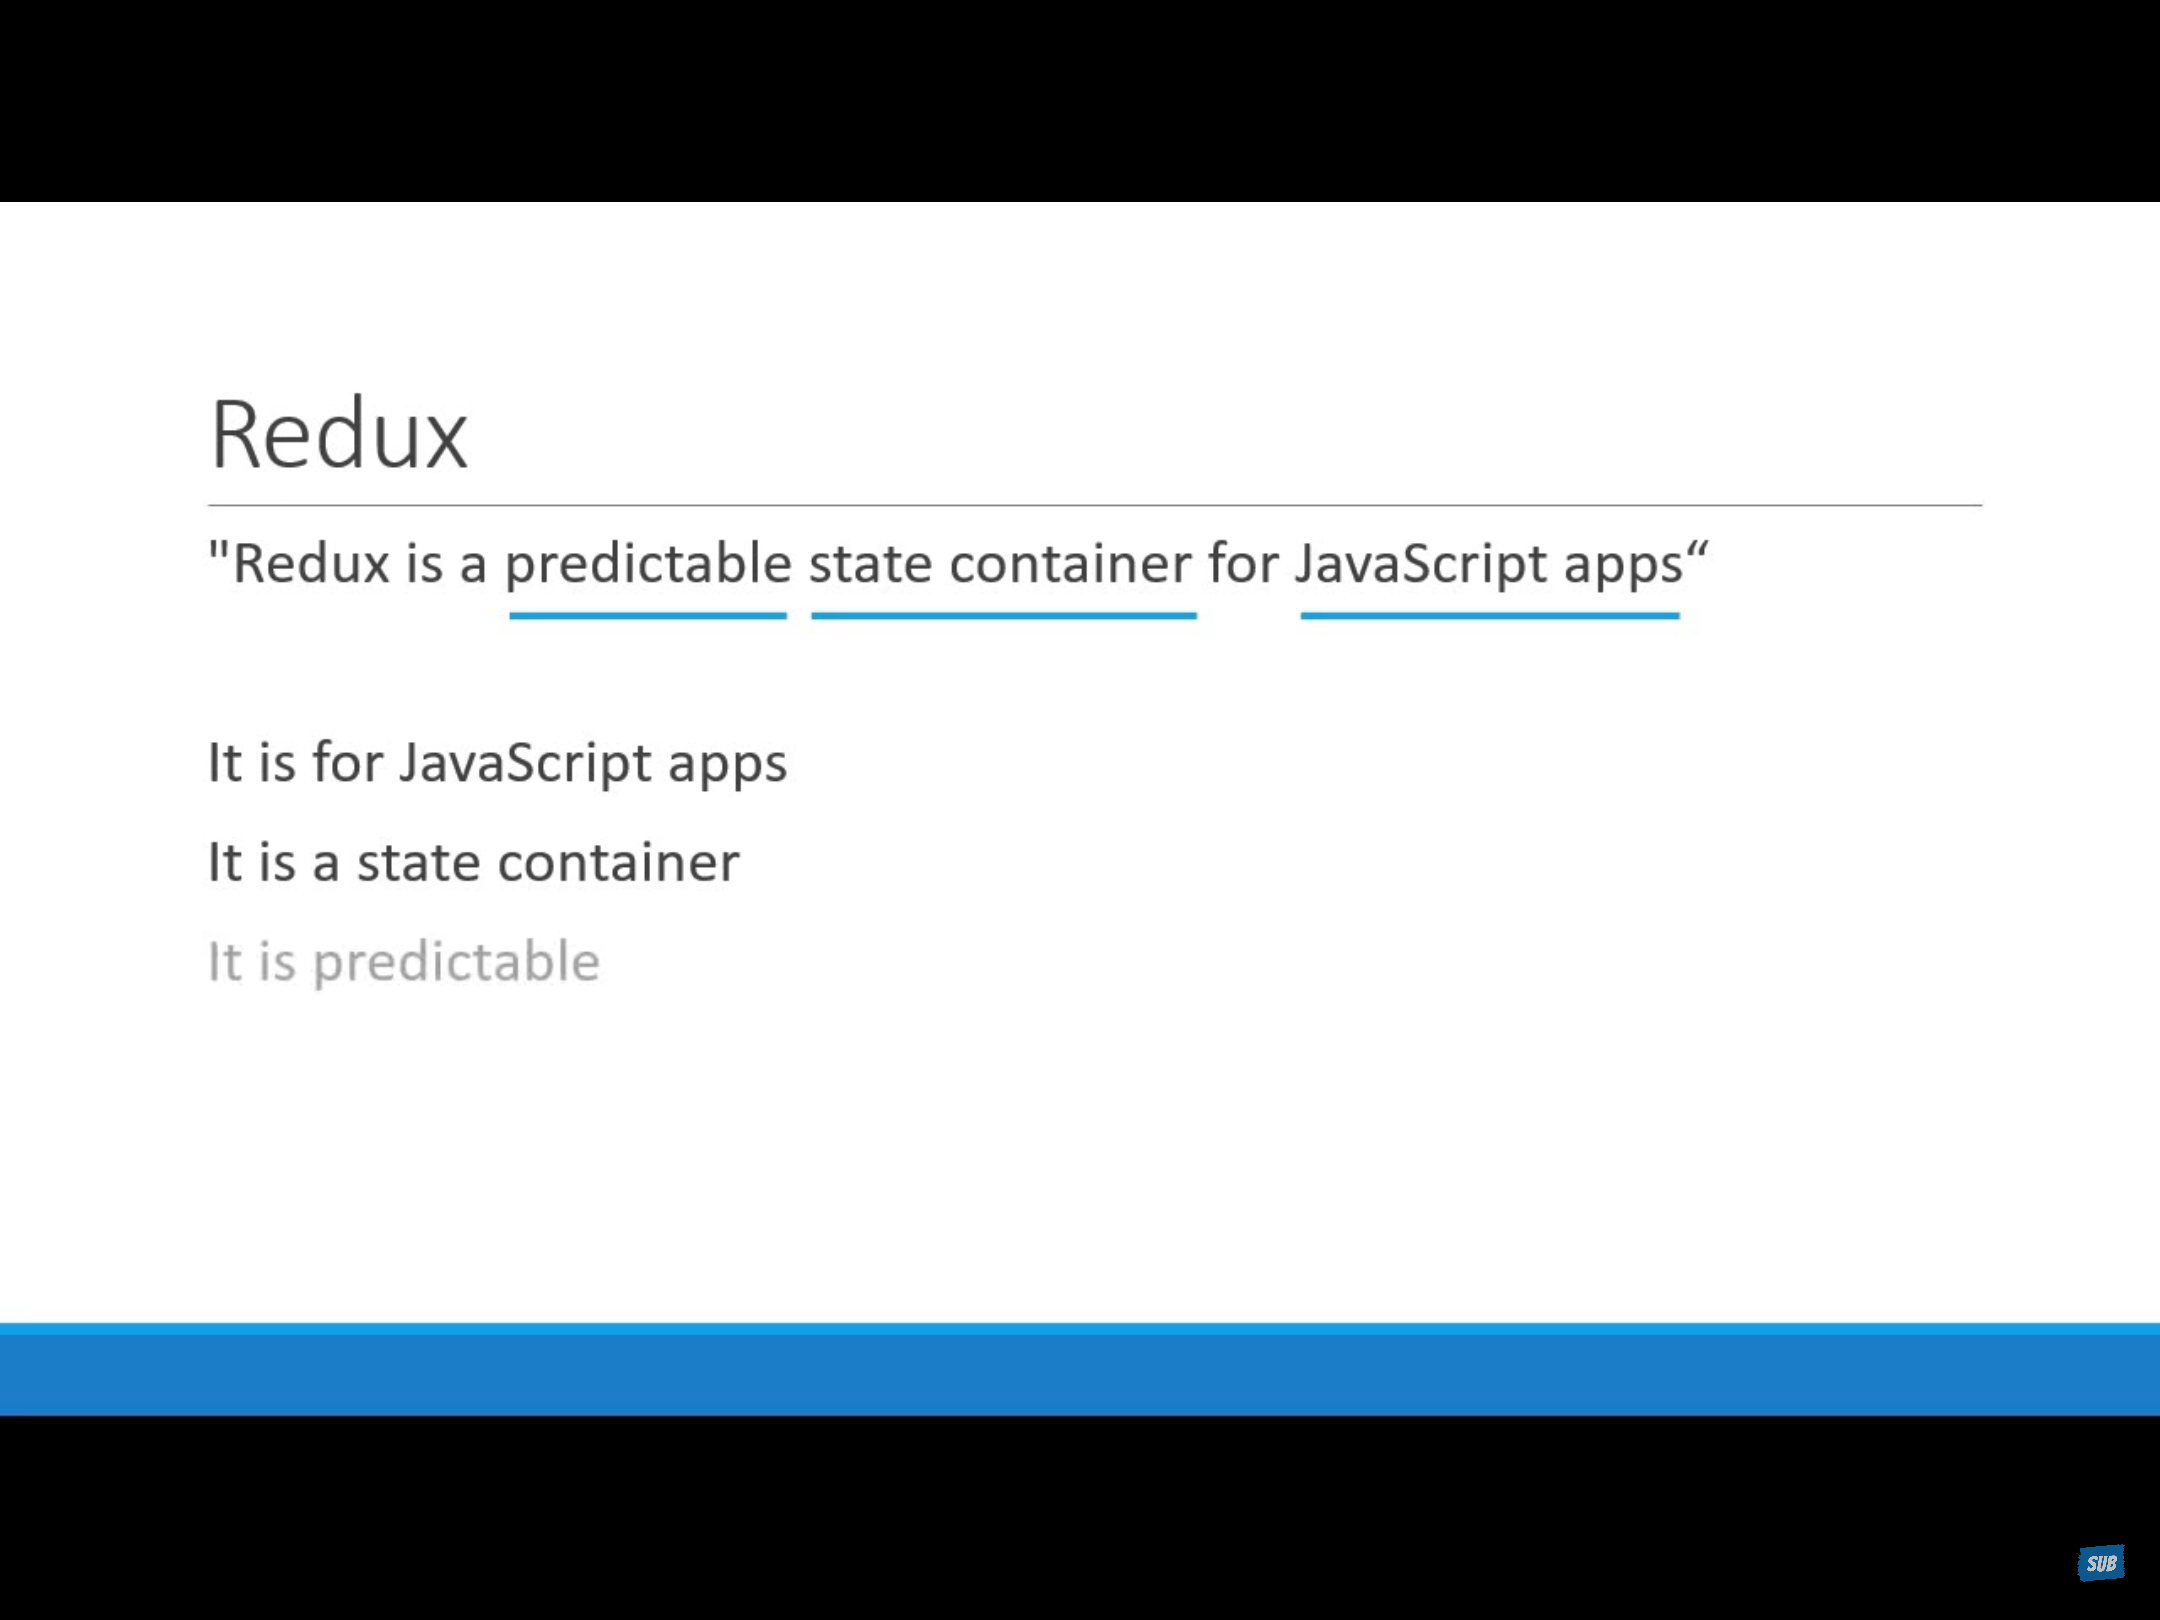 Redux
"Redux is a predictable state container for JavaScript apps“
It is for JavaScript apps
It is a state container
It is predictable
SUB